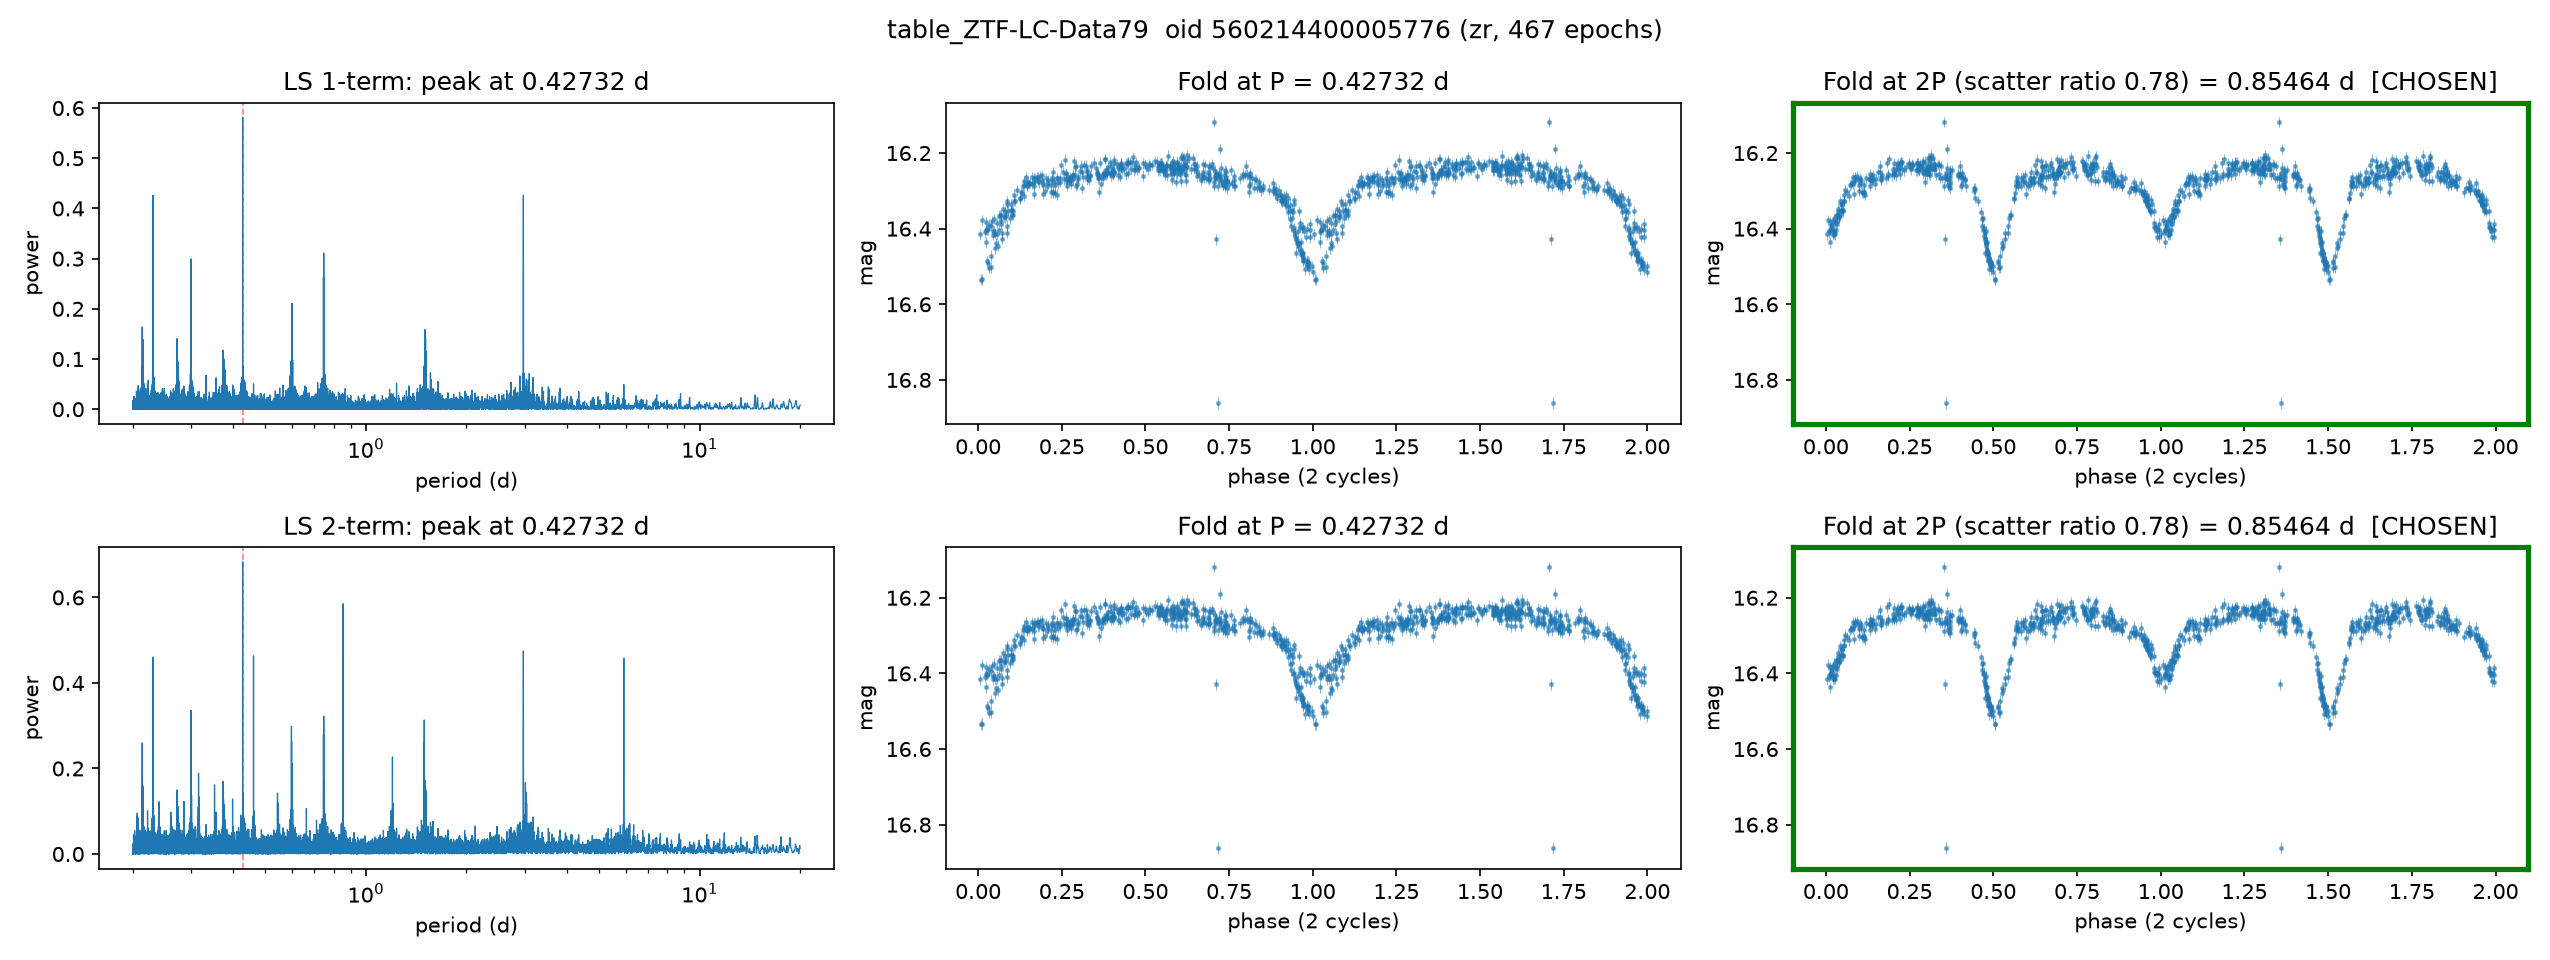 table_ZTF-LC-Data79  oid 560214400005776 (zr, 467 epochs)
LS 1-term: peak at 0.42732 d
Fold at P = 0.42732 d
Fold at 2P (scatter ratio 0.78) = 0.85464 d  [CHOSEN]
0.6
0.5
0.4
0.3
0.2
0.1
0.0
power
10⁰
10¹
period (d)
16.2
16.4
16.6
16.8
mag
0.00 0.25 0.50 0.75 1.00 1.25 1.50 1.75 2.00
phase (2 cycles)
16.2
16.4
16.6
16.8
mag
0.00 0.25 0.50 0.75 1.00 1.25 1.50 1.75 2.00
phase (2 cycles)
LS 2-term: peak at 0.42732 d
Fold at P = 0.42732 d
Fold at 2P (scatter ratio 0.78) = 0.85464 d  [CHOSEN]
0.6
0.4
0.2
0.0
power
10⁰
10¹
period (d)
16.2
16.4
16.6
16.8
mag
0.00 0.25 0.50 0.75 1.00 1.25 1.50 1.75 2.00
phase (2 cycles)
16.2
16.4
16.6
16.8
mag
0.00 0.25 0.50 0.75 1.00 1.25 1.50 1.75 2.00
phase (2 cycles)